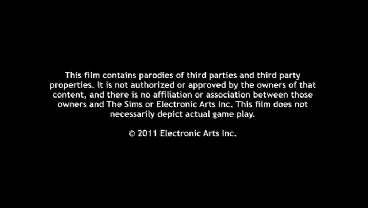 This film contains parodies of third parties and third party
properties. It is not authorized or approved by the owners of that
content, and there is no affiliation or association between those
owners and The Sims or Electronic Arts Inc. This film does not
necessarily depict actual game play.
© 2011 Electronic Arts Inc.